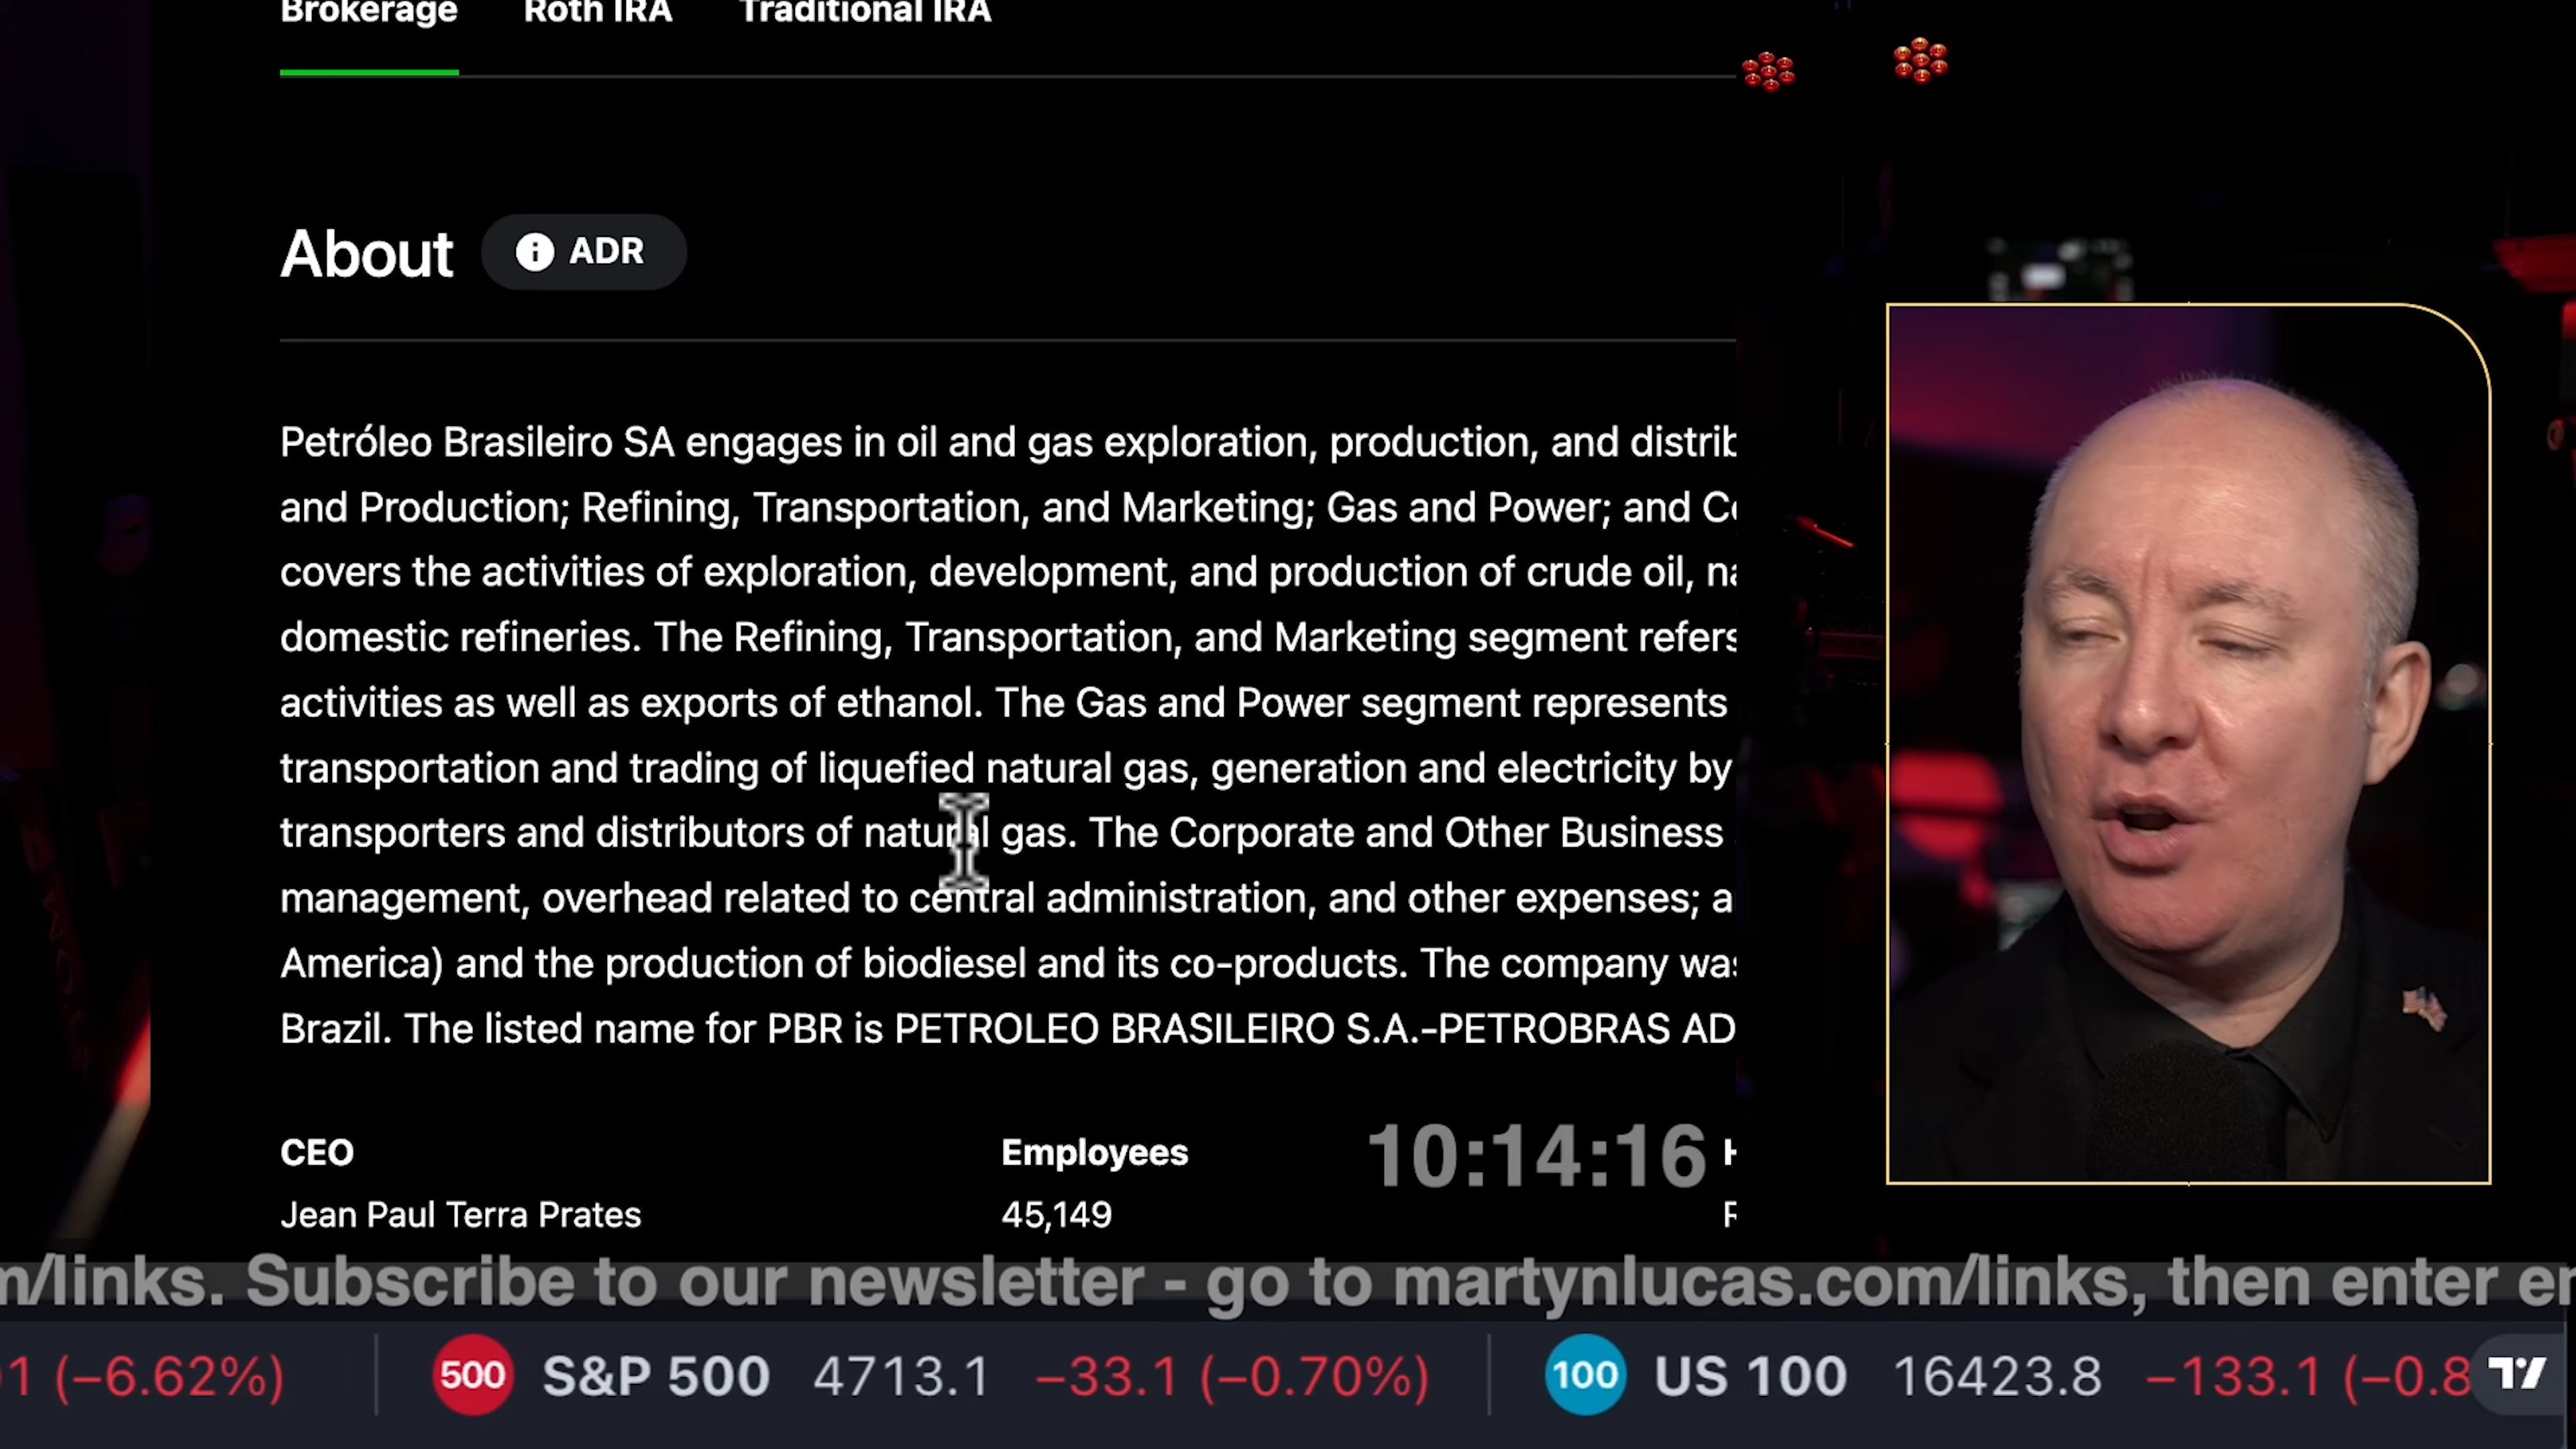 Brokerage Roth IRA Traditional IRA
About ADR
Petróleo Brasileiro SA engages in oil and gas exploration, production, and distrib
and Production; Refining, Transportation, and Marketing; Gas and Power; and Co
covers the activities of exploration, development, and production of crude oil, na
domestic refineries. The Refining, Transportation, and Marketing segment refers
activities as well as exports of ethanol. The Gas and Power segment represents
transportation and trading of liquefied natural gas, generation and electricity by
transporters and distributors of natural gas. The Corporate and Other Business
management, overhead related to central administration, and other expenses; a
America) and the production of biodiesel and its co-products. The company was
Brazil. The listed name for PBR is PETROLEO BRASILEIRO S.A.-PETROBRAS AD
CEO Employees
10:14:16
Jean Paul Terra Prates 45,149
m/links. Subscribe to our newsletter - go to martynlucas.com/links, then enter
1 (−6.62%) 500 S&P 500 4713.1 −33.1 (−0.70%) 100 US 100 16423.8 −133.1 (−0.8